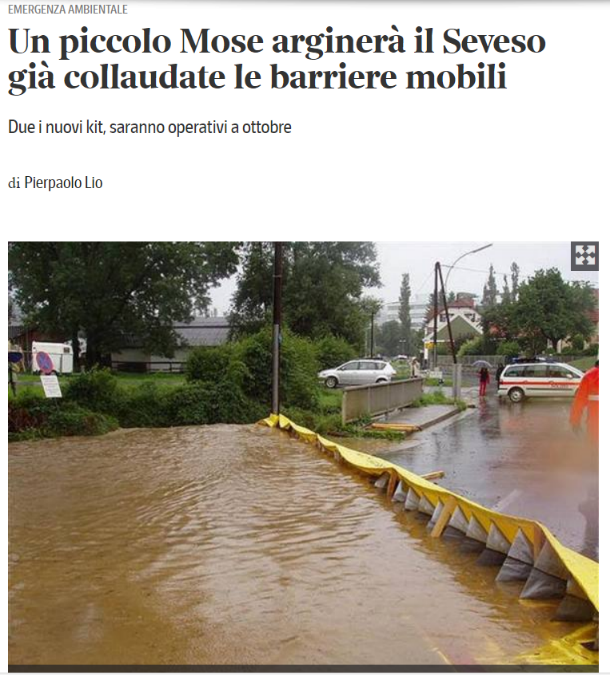 EMERGENZA AMBIENTALE
Un piccolo Mose arginerà il Seveso
già collaudate le barriere mobili
Due i nuovi kit, saranno operativi a ottobre
di Pierpaolo Lio